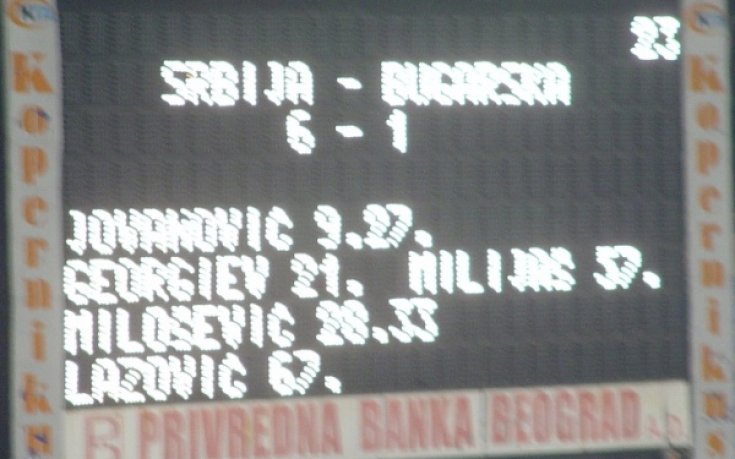 23
SRBIJA - BUGARSKA
6 - 1
JOVANOVIC 9.27.
GEORGIEV 21. MILIJAS 57.
MILOSEVIC 28.33
LAZOVIC 67.
Kopernikus
Kopernikus
PRIVREDNA BANKA BEOGRAD A.D.